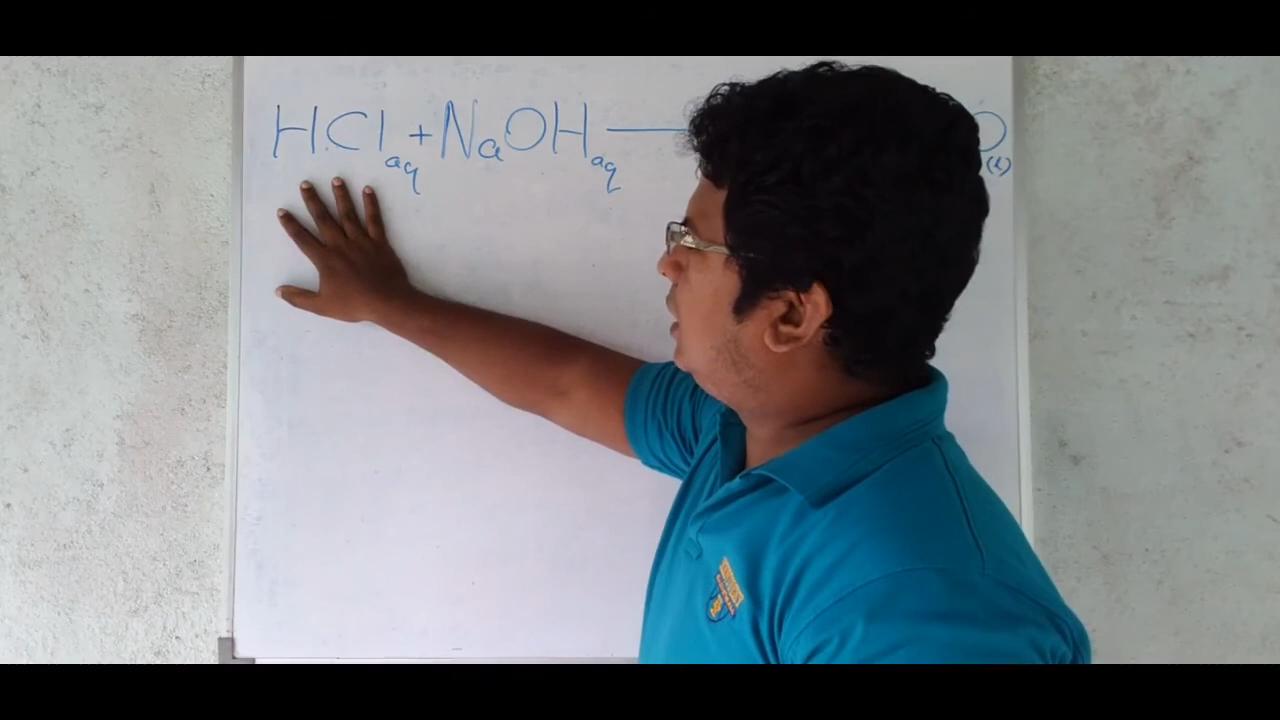 HCl aq + NaOH aq —— O (l)